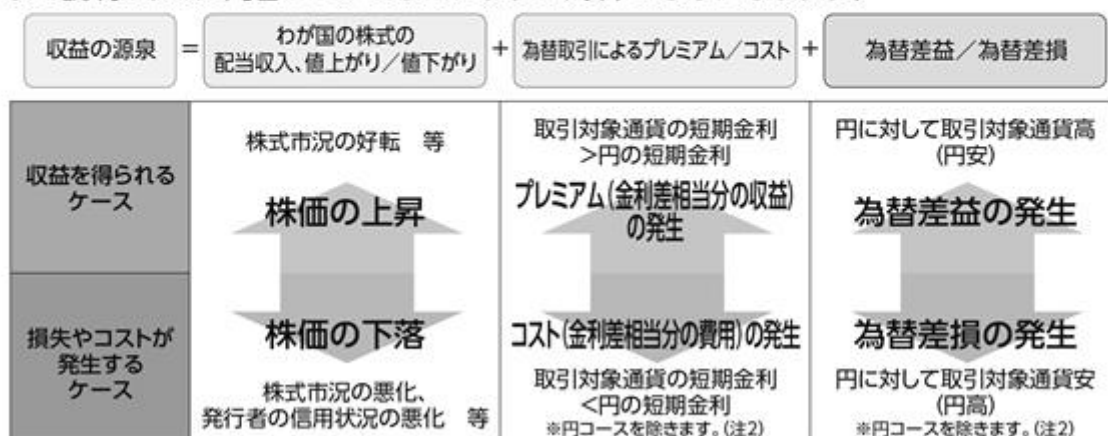 収益の源泉 = わが国の株式の
配当収入、値上がり／値下がり + 為替取引によるプレミアム／コスト + 為替差益／為替差損
収益を得られる
ケース
株式市況の好転 等
株価の上昇
取引対象通貨の短期金利
>円の短期金利
プレミアム(金利差相当分の収益)
の発生
円に対して取引対象通貨高
(円安)
為替差益の発生
損失やコストが
発生する
ケース
株価の下落
株式市況の悪化、
発行者の信用状況の悪化 等
コスト(金利差相当分の費用)の発生
取引対象通貨の短期金利
<円の短期金利
※円コースを除きます。(注2)
為替差損の発生
円に対して取引対象通貨安
(円高)
※円コースを除きます。(注2)